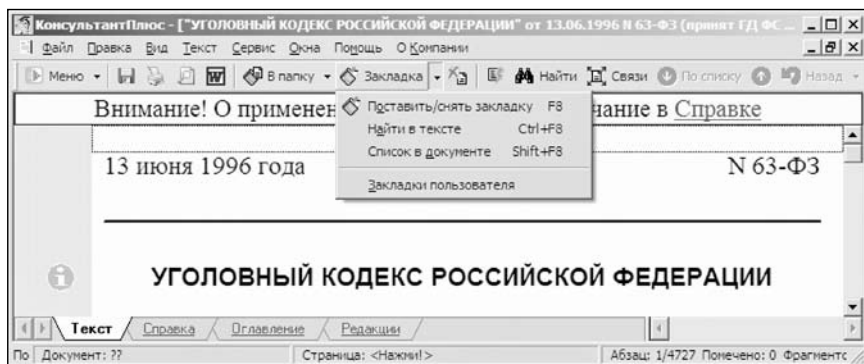 КонсультантПлюс - ["УГОЛОВНЫЙ КОДЕКС РОССИЙСКОЙ ФЕДЕРАЦИИ" от 13.06.1996 N 63-ФЗ (принят ГД ФС ...
Файл Правка Вид Текст Сервис Окна Помощь О Компании
Меню В папку Закладка Найти Связи По списку Назад
Внимание! О применен
чание в Справке
Поставить/снять закладку F8
Найти в тексте Ctrl+F8
Список в документе Shift+F8
Закладки пользователя
13 июня 1996 года N 63-ФЗ
УГОЛОВНЫЙ КОДЕКС РОССИЙСКОЙ ФЕДЕРАЦИИ
Текст Справка Оглавление Редакции
По Документ: ?? Страница: <Нажми!> Абзац: 1/4727 Помечено: 0 Фрагменто